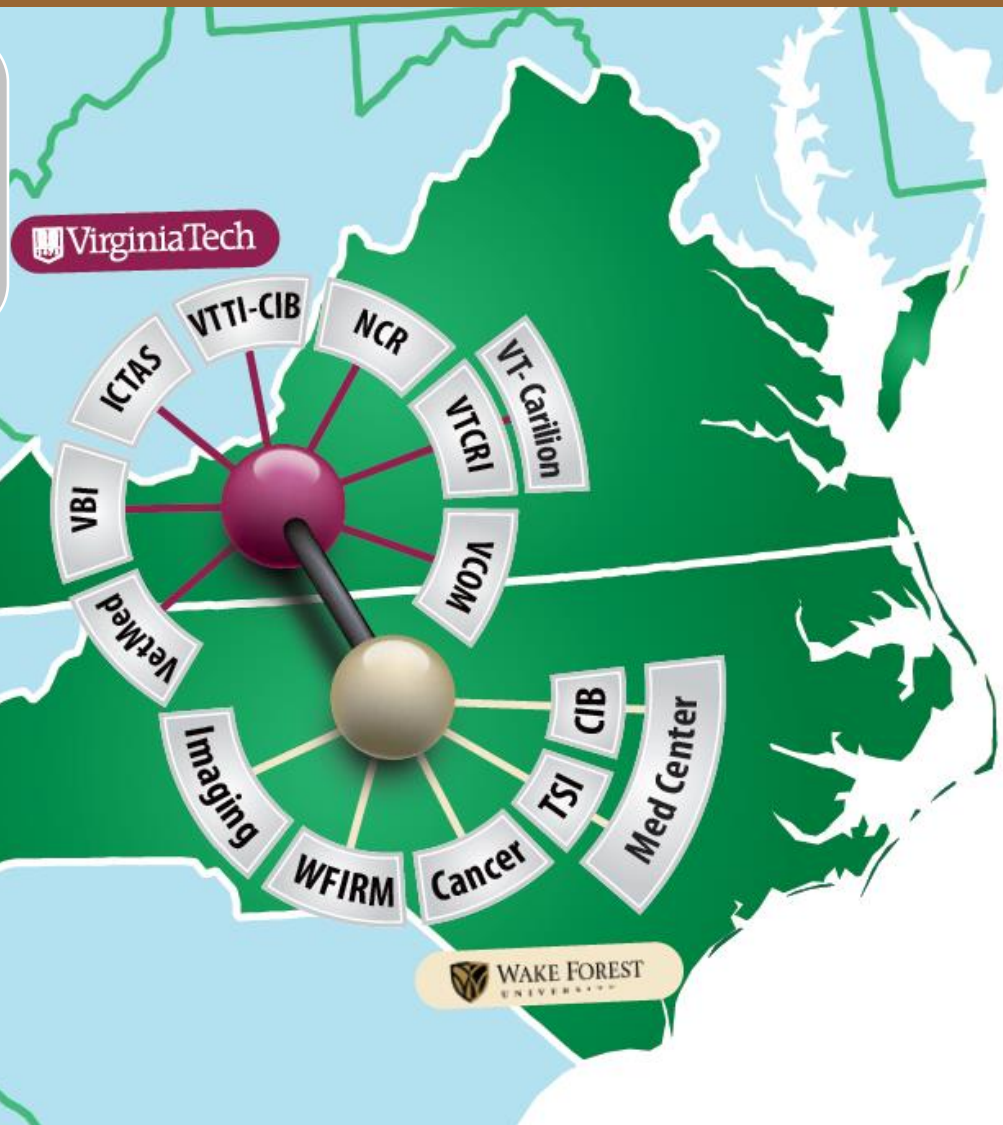 VirginiaTech
VTTI-CIB
NCR
ICTAS
VT-Carilion
VTCRI
VBI
VCOM
VetMed
CIB
Imaging
Med Center
TSI
WFIRM
Cancer
WAKE FOREST
UNIVERSITY